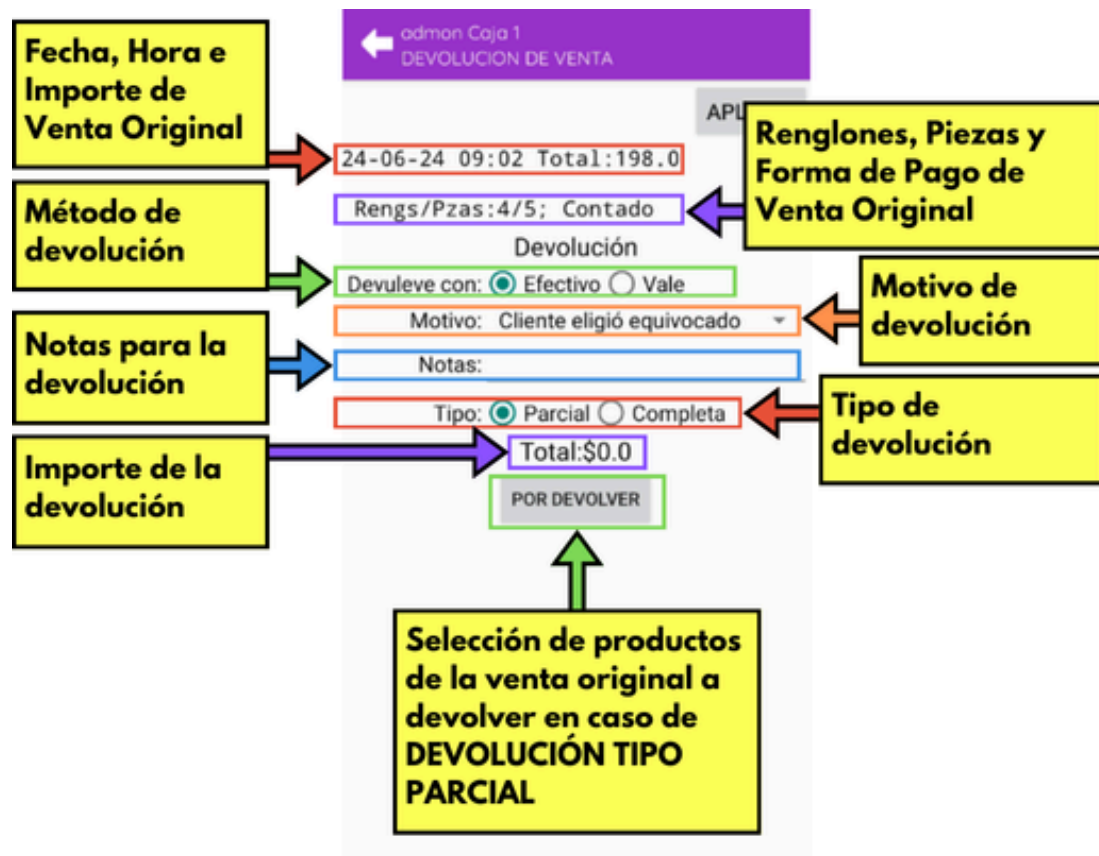 admon Caja 1
DEVOLUCION DE VENTA
Fecha, Hora e
Importe de
Venta Original
24-06-24 09:02 Total:198.0
Renglones, Piezas y
Forma de Pago de
Venta Original
Rengs/Pzas:4/5; Contado
Método de
devolución
Devolución
Devuleve con: Efectivo Vale
Motivo de
devolución
Motivo: Cliente eligió equivocado
Notas para la
devolución
Notas:
Tipo de
devolución
Tipo: Parcial Completa
Importe de la
devolución
Total:$0.0
POR DEVOLVER
Selección de productos
de la venta original a
devolver en caso de
DEVOLUCIÓN TIPO
PARCIAL